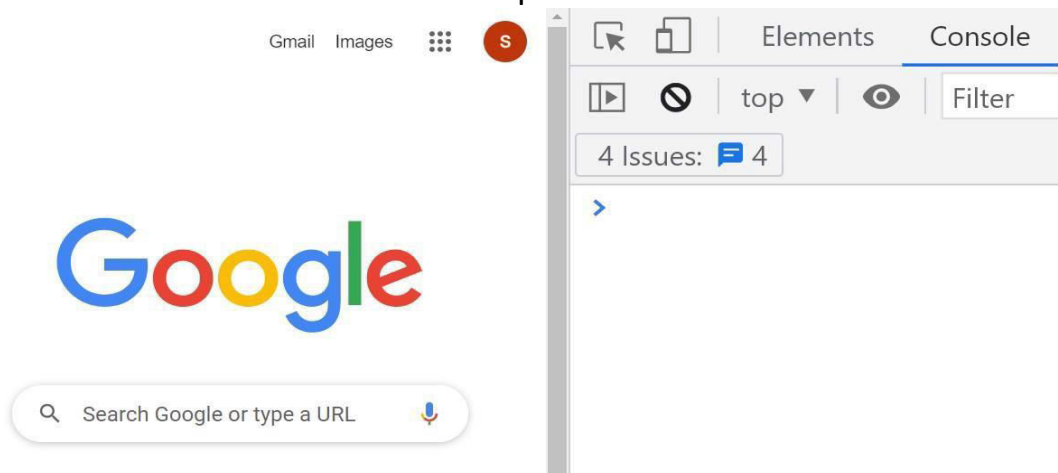 Gmail Images S
Google
Search Google or type a URL
Elements Console
top Filter
4 Issues: 4